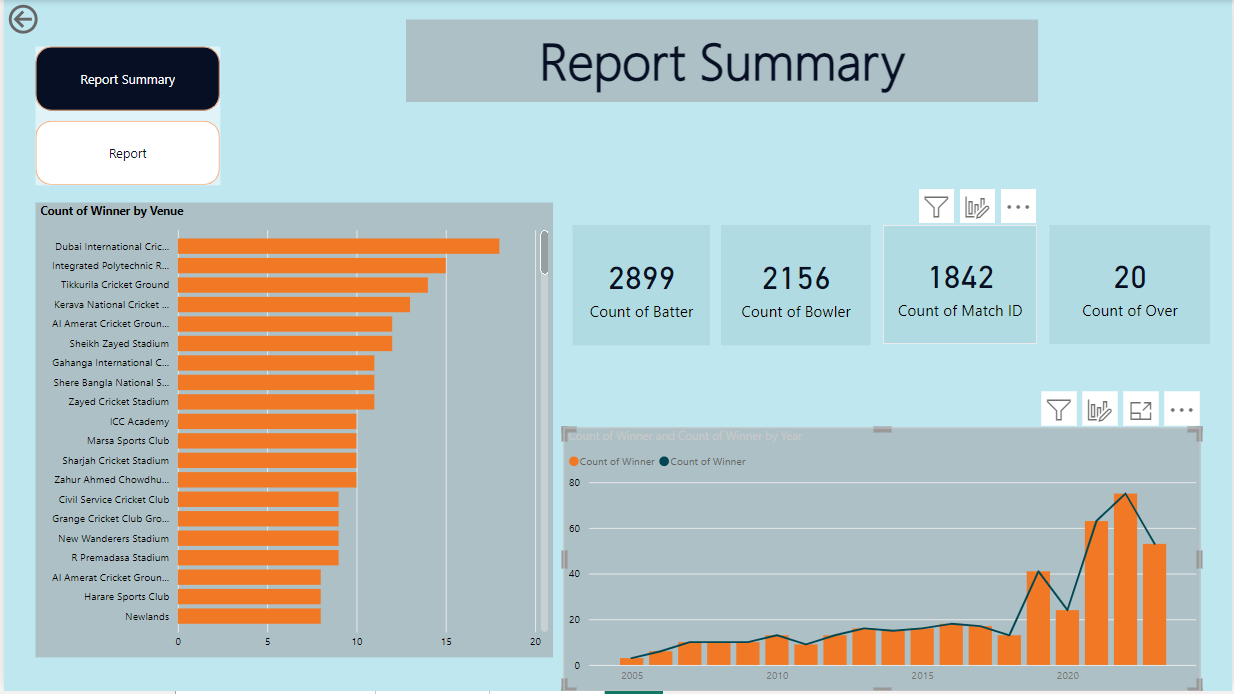 Report Summary
Report Summary
Report
Count of Winner by Venue
Dubai International Cric...
Integrated Polytechnic R...
Tikkurila Cricket Ground
Kerava National Cricket ...
Al Amerat Cricket Groun...
Sheikh Zayed Stadium
Gahanga International C...
Shere Bangla National S...
Zayed Cricket Stadium
ICC Academy
Marsa Sports Club
Sharjah Cricket Stadium
Zahur Ahmed Chowdhu...
Civil Service Cricket Club
Grange Cricket Club Gro...
New Wanderers Stadium
R Premadasa Stadium
Al Amerat Cricket Groun...
Harare Sports Club
Newlands
0 5 10 15 20
2899
Count of Batter
2156
Count of Bowler
1842
Count of Match ID
20
Count of Over
Count of Winner and Count of Winner by Year
Count of Winner Count of Winner
80
60
40
20
0
2005 2010 2015 2020